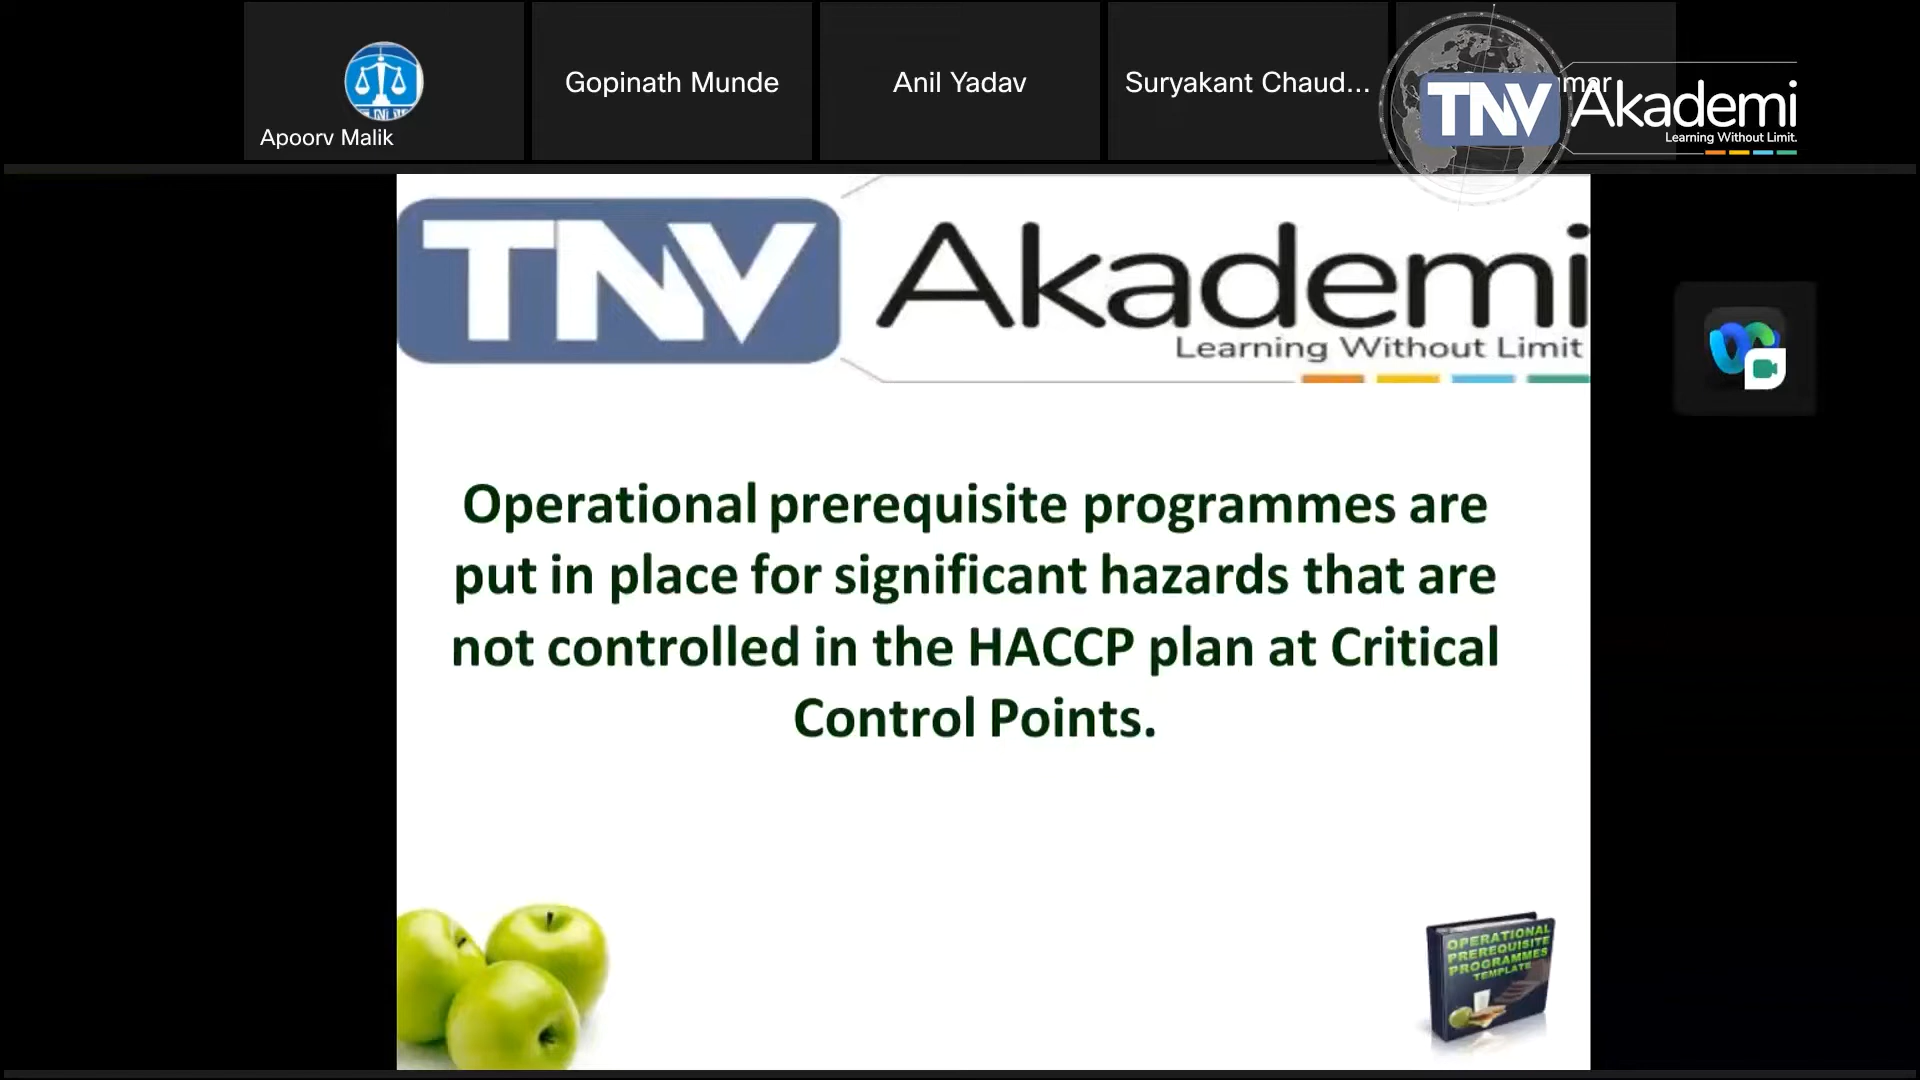 Apoorv Malik
Gopinath Munde
Anil Yadav
Suryakant Chaud...
mar
TNV Akademi
Learning Without Limit.
TNV Akademi
Learning Without Limit
Operational prerequisite programmes are
put in place for significant hazards that are
not controlled in the HACCP plan at Critical
Control Points.
OPERATIONAL
PREREQUISITE
PROGRAMMES
TEMPLATE